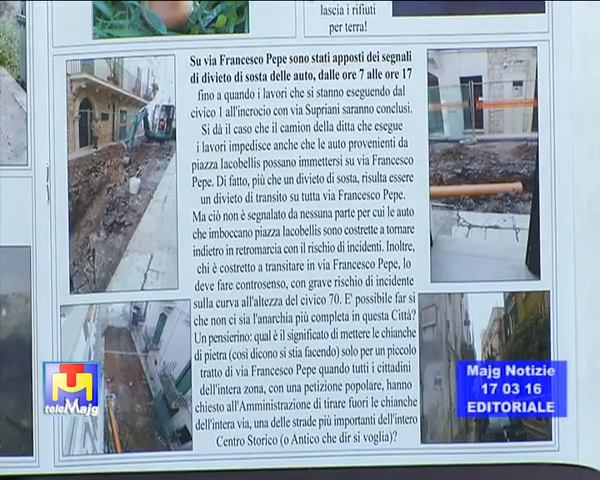 lascia i rifiuti
per terra!
Su via Francesco Pepe sono stati apposti dei segnali
di divieto di sosta delle auto, dalle ore 7 alle ore 17
fino a quando i lavori che si stanno eseguendo dal
civico 1 all'incrocio con via Supriani saranno conclusi.
Si dà il caso che il camion della ditta che esegue
i lavori impedisce anche che le auto provenienti da
piazza Iacobellis possano immettersi su via Francesco
Pepe. Di fatto, più che un divieto di sosta, risulta essere
un divieto di transito su tutta via Francesco Pepe.
Ma ciò non è segnalato da nessuna parte per cui le auto
che imboccano piazza Iacobellis sono costrette a tornare
indietro in retromarcia con il rischio di incidenti. Inoltre,
chi è costretto a transitare in via Francesco Pepe, lo
deve fare controsenso, con grave rischio di incidente
sulla curva all'altezza del civico 70. E' possibile far sì
che non ci sia l'anarchia più completa in questa Città?
Un pensierino: qual è il significato di mettere le chianche
di pietra (così dicono si stia facendo) solo per un piccolo
tratto di via Francesco Pepe quando tutti i cittadini
dell'intera zona, con una petizione popolare, hanno
chiesto all'Amministrazione di tirare fuori le chianche
dell'intera via, una delle strade più importanti dell'intero
Centro Storico (o Antico che dir si voglia)?
teleMajg
Majg Notizie
17 03 16
EDITORIALE